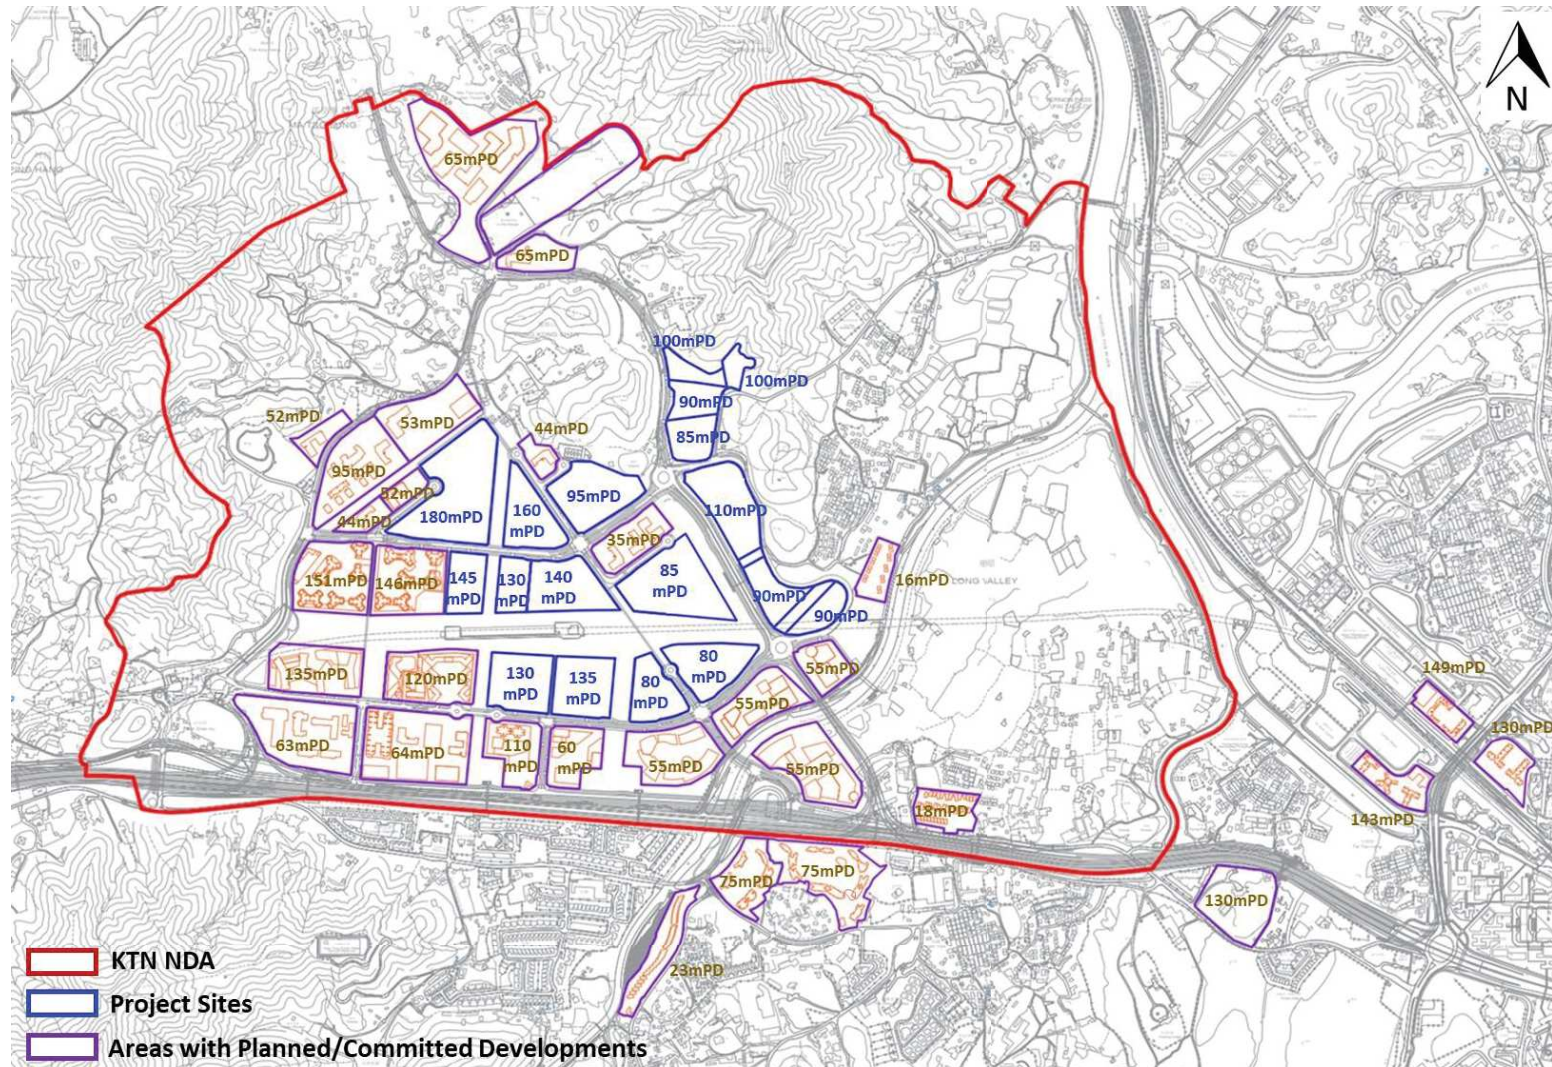 N
65mPD
65mPD
100mPD
100mPD
90mPD
85mPD
52mPD
53mPD
44mPD
95mPD
52mPD
44mPD
180mPD
160
mPD
95mPD
110mPD
35mPD
151mPD
146mPD
145
mPD
130
mPD
140
mPD
85
mPD
90mPD
90mPD
16mPD
LONG VALLEY
135mPD
120mPD
130
mPD
135
mPD
80
mPD
80
mPD
55mPD
55mPD
149mPD
130mPD
63mPD
64mPD
110
mPD
60
mPD
55mPD
55mPD
18mPD
143mPD
75mPD
75mPD
130mPD
23mPD
KTN NDA
Project Sites
Areas with Planned/Committed Developments